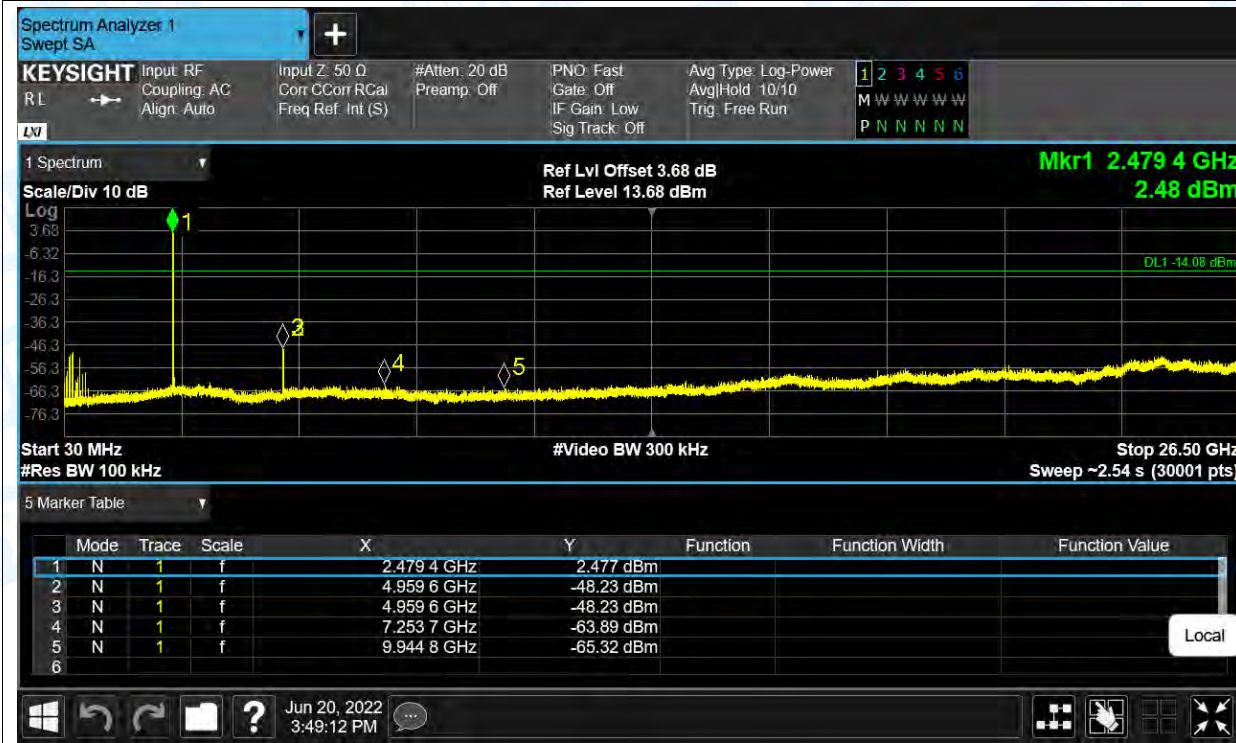 Spectrum Analyzer 1
Swept SA
+
KEYSIGHT
RL
LXI
Input: RF
Coupling: AC
Align: Auto
Input Z: 50 Ω
Corr CCorr RCal
Freq Ref: Int (S)
#Atten: 20 dB
Preamp: Off
PNO: Fast
Gate: Off
IF Gain: Low
Sig Track: Off
Avg Type: Log-Power
Avg|Hold: 10/10
Trig: Free Run
1 2 3 4 5 6
M W W W W W W
P N N N N N N
1 Spectrum
Scale/Div 10 dB
Ref Lvl Offset 3.68 dB
Ref Level 13.68 dBm
Mkr1 2.479 4 GHz
2.48 dBm
Log
3.68
-6.32
-16.3
-26.3
-36.3
-46.3
-56.3
-66.3
-76.3
1
3
4
5
DL1 -14.08 dBm
Start 30 MHz
#Res BW 100 kHz
#Video BW 300 kHz
Stop 26.50 GHz
Sweep ~2.54 s (30001 pts)
5 Marker Table
Mode Trace Scale X Y Function Function Width Function Value
1 N 1 f 2.479 4 GHz 2.477 dBm
2 N 1 f 4.959 6 GHz -48.23 dBm
3 N 1 f 4.959 6 GHz -48.23 dBm
4 N 1 f 7.253 7 GHz -63.89 dBm
5 N 1 f 9.944 8 GHz -65.32 dBm
6
Local
?
Jun 20, 2022
3:49:12 PM